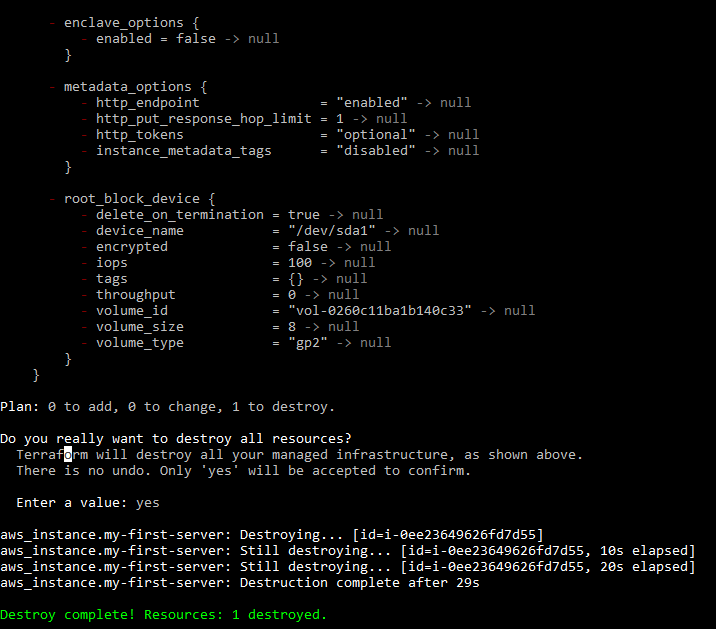 - enclave_options {
- enabled = false -> null
}
- metadata_options {
- http_endpoint               = "enabled" -> null
- http_put_response_hop_limit = 1 -> null
- http_tokens                 = "optional" -> null
- instance_metadata_tags      = "disabled" -> null
}
- root_block_device {
- delete_on_termination = true -> null
- device_name           = "/dev/sda1" -> null
- encrypted             = false -> null
- iops                  = 100 -> null
- tags                  = {} -> null
- throughput            = 0 -> null
- volume_id             = "vol-0260c11ba1b140c33" -> null
- volume_size           = 8 -> null
- volume_type           = "gp2" -> null
}
}
Plan: 0 to add, 0 to change, 1 to destroy.
Do you really want to destroy all resources?
Terraform will destroy all your managed infrastructure, as shown above.
There is no undo. Only 'yes' will be accepted to confirm.
Enter a value: yes
aws_instance.my-first-server: Destroying... [id=i-0ee23649626fd7d55]
aws_instance.my-first-server: Still destroying... [id=i-0ee23649626fd7d55, 10s elapsed]
aws_instance.my-first-server: Still destroying... [id=i-0ee23649626fd7d55, 20s elapsed]
aws_instance.my-first-server: Destruction complete after 29s
Destroy complete! Resources: 1 destroyed.